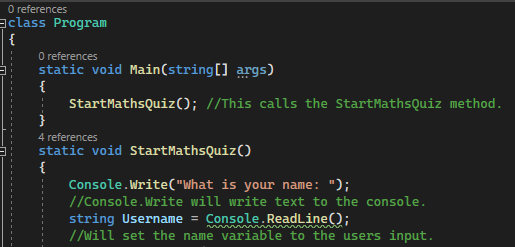 0 references
class Program
{
0 references
static void Main(string[] args)
{
StartMathsQuiz(); //This calls the StartMathsQuiz method.
}
4 references
static void StartMathsQuiz()
{
Console.Write("What is your name: ");
//Console.Write will write text to the console.
string Username = Console.ReadLine();
//Will set the name variable to the users input.